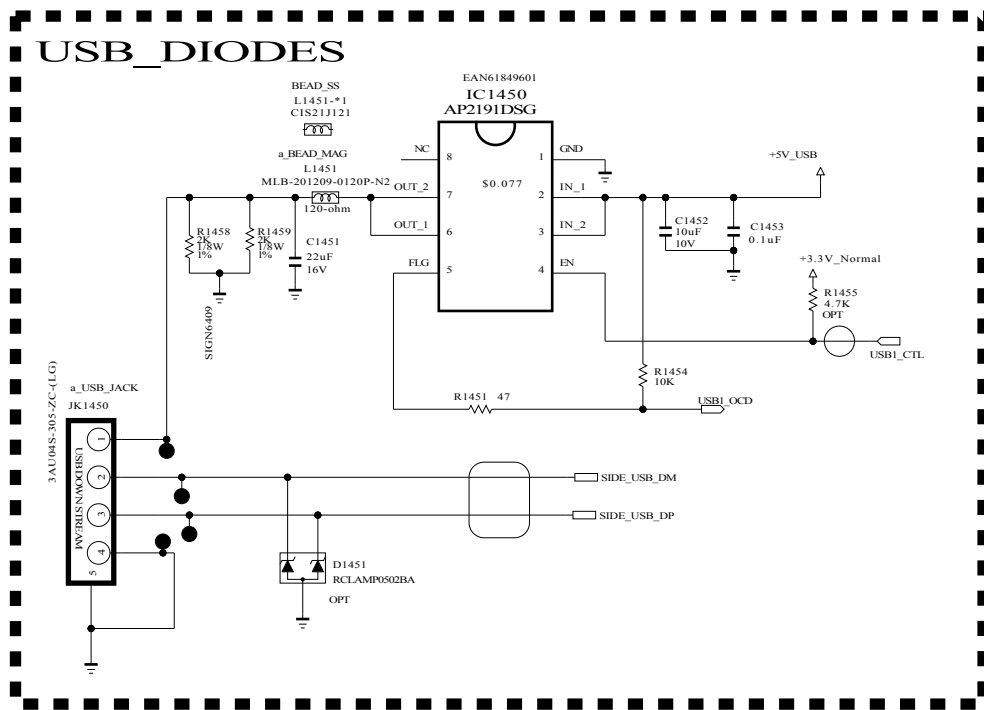 USB_DIODES
EAN61849601
IC1450
AP2191DSG
BEAD_SS
L1451-*1
CIS21J121
a_BEAD_MAG
L1451
MLB-201209-0120P-N2
120-ohm
NC
OUT_2
OUT_1
FLG
8
7
6
5
$0.077
1
2
3
4
GND
IN_1
IN_2
EN
+5V_USB
R1458
2K
1/8W
1%
R1459
2K
1/8W
1%
C1451
22uF
16V
C1452
10uF
10V
C1453
0.1uF
+3.3V_Normal
R1455
4.7K
OPT
USB1_CTL
SIGN6409
R1454
10K
R1451 47
USB1_OCD
3AU04S-305-ZC-(LG)
a_USB_JACK
JK1450
USB DOWN STREAM
1
2
3
4
5
SIDE_USB_DM
SIDE_USB_DP
D1451
RCLAMP0502BA
OPT